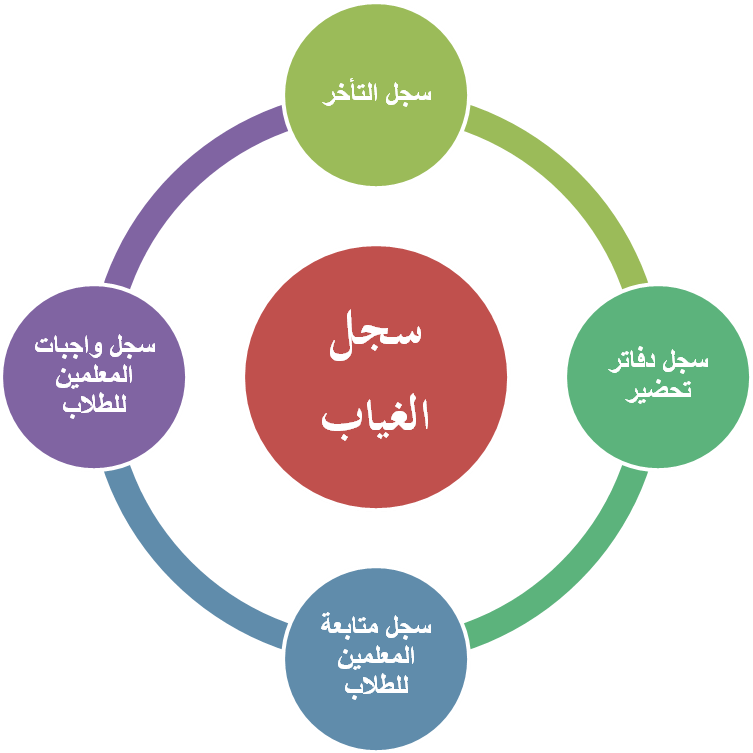 سجل التأخر
سجل
الغياب
سجل دفاتر
تحضير
سجل متابعة
المعلمين
للطلاب
سجل واجبات
المعلمين
للطلاب